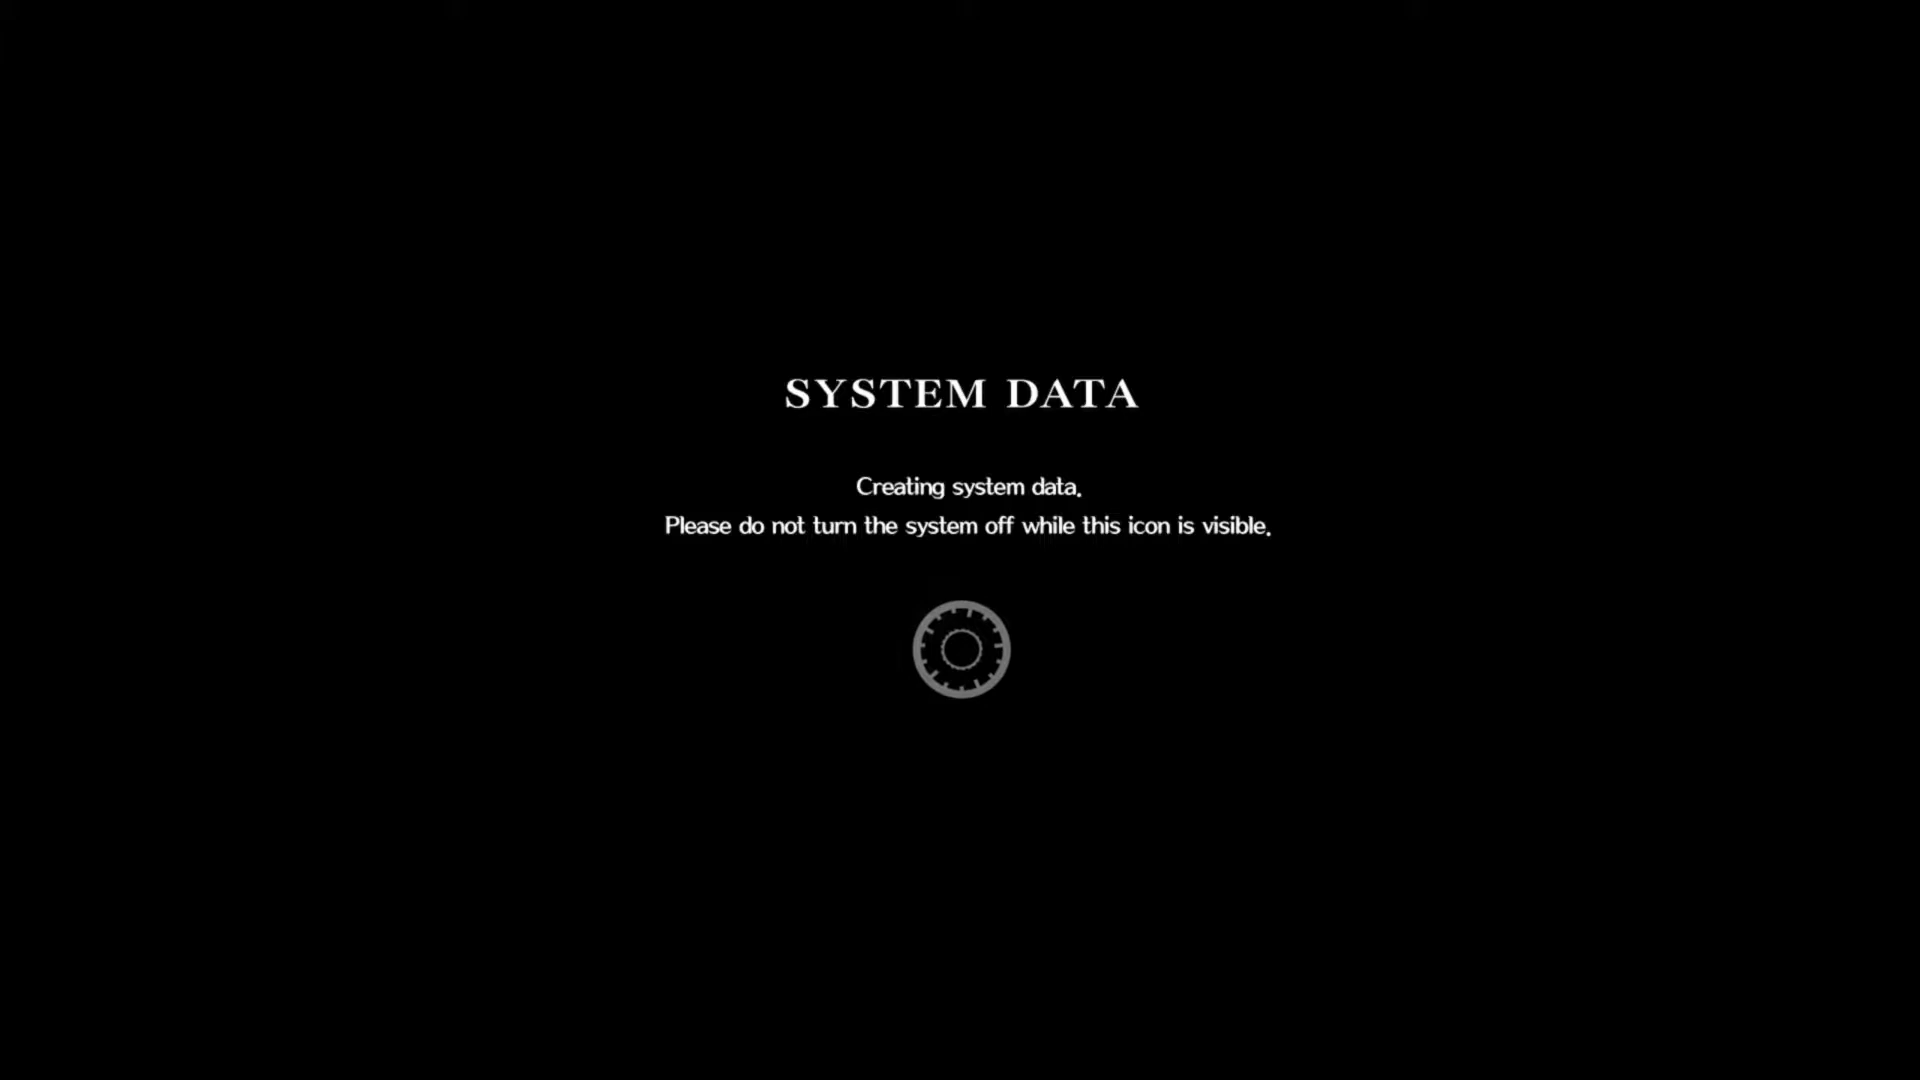 SYSTEM DATA
Creating system data.
Please do not turn the system off while this icon is visible.